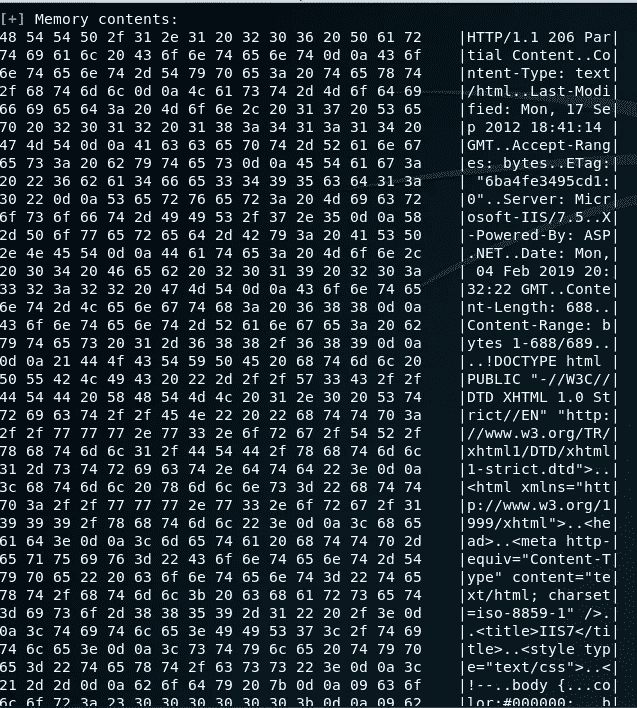 [+] Memory contents:
48 54 54 50 2f 31 2e 31 20 32 30 36 20 50 61 72 |HTTP/1.1 206 Par|
74 69 61 6c 20 43 6f 6e 74 65 6e 74 0d 0a 43 6f |tial Content..Co|
6e 74 65 6e 74 2d 54 79 70 65 3a 20 74 65 78 74 |ntent-Type: text|
2f 68 74 6d 6c 0d 0a 4c 61 73 74 2d 4d 6f 64 69 |/html..Last-Modi|
66 69 65 64 3a 20 4d 6f 6e 2c 20 31 37 20 53 65 |fied: Mon, 17 Se|
70 20 32 30 31 32 20 31 38 3a 34 31 3a 31 34 20 |p 2012 18:41:14 |
47 4d 54 0d 0a 41 63 63 65 70 74 2d 52 61 6e 67 |GMT..Accept-Rang|
65 73 3a 20 62 79 74 65 73 0d 0a 45 54 61 67 3a |es: bytes..ETag:|
20 22 36 62 61 34 66 65 33 34 39 35 63 64 31 3a | "6ba4fe3495cd1:|
30 22 0d 0a 53 65 72 76 65 72 3a 20 4d 69 63 72 |0"..Server: Micr|
6f 73 6f 66 74 2d 49 49 53 2f 37 2e 35 0d 0a 58 |osoft-IIS/7.5..X|
2d 50 6f 77 65 72 65 64 2d 42 79 3a 20 41 53 50 |-Powered-By: ASP|
2e 4e 45 54 0d 0a 44 61 74 65 3a 20 4d 6f 6e 2c |.NET..Date: Mon,|
20 30 34 20 46 65 62 20 32 30 31 39 20 32 30 3a | 04 Feb 2019 20:|
33 32 3a 32 32 20 47 4d 54 0d 0a 43 6f 6e 74 65 |32:22 GMT..Conte|
6e 74 2d 4c 65 6e 67 74 68 3a 20 36 38 38 0d 0a |nt-Length: 688..|
43 6f 6e 74 65 6e 74 2d 52 61 6e 67 65 3a 20 62 |Content-Range: b|
79 74 65 73 20 31 2d 36 38 38 2f 36 38 39 0d 0a |ytes 1-688/689..|
0d 0a 21 44 4f 43 54 59 50 45 20 68 74 6d 6c 20 |..!DOCTYPE html |
50 55 42 4c 49 43 20 22 2d 2f 2f 57 33 43 2f 2f |PUBLIC "-//W3C//|
44 54 44 20 58 48 54 4d 4c 20 31 2e 30 20 53 74 |DTD XHTML 1.0 St|
72 69 63 74 2f 2f 45 4e 22 20 22 68 74 74 70 3a |rict//EN" "http:|
2f 2f 77 77 77 2e 77 33 2e 6f 72 67 2f 54 52 2f |//www.w3.org/TR/|
78 68 74 6d 6c 31 2f 44 54 44 2f 78 68 74 6d 6c |xhtml1/DTD/xhtml|
31 2d 73 74 72 69 63 74 2e 64 74 64 22 3e 0d 0a |1-strict.dtd">..|
3c 68 74 6d 6c 20 78 6d 6c 6e 73 3d 22 68 74 74 |<html xmlns="htt|
70 3a 2f 2f 77 77 77 2e 77 33 2e 6f 72 67 2f 31 |p://www.w3.org/1|
39 39 39 2f 78 68 74 6d 6c 22 3e 0d 0a 3c 68 65 |999/xhtml">..<he|
61 64 3e 0d 0a 3c 6d 65 74 61 20 68 74 74 70 2d |ad>..<meta http-|
65 71 75 69 76 3d 22 43 6f 6e 74 65 6e 74 2d 54 |equiv="Content-T|
79 70 65 22 20 63 6f 6e 74 65 6e 74 3d 22 74 65 |ype" content="te|
78 74 2f 68 74 6d 6c 3b 20 63 68 61 72 73 65 74 |xt/html; charset|
3d 69 73 6f 2d 38 38 35 39 2d 31 22 20 2f 3e 0d |=iso-8859-1" />.|
0a 3c 74 69 74 6c 65 3e 49 49 53 37 3c 2f 74 69 |.<title>IIS7</ti|
74 6c 65 3e 0d 0a 3c 73 74 79 6c 65 20 74 79 70 |tle>..<style typ|
65 3d 22 74 65 78 74 2f 63 73 73 22 3e 0d 0a 3c |e="text/css">..<|
21 2d 2d 0d 0a 62 6f 64 79 20 7b 0d 0a 09 63 6f |!--..body {...co|
6c 6f 72 3a 23 30 30 30 30 30 30 3b 0d 0a 09 62 |lor:#000000;...b|